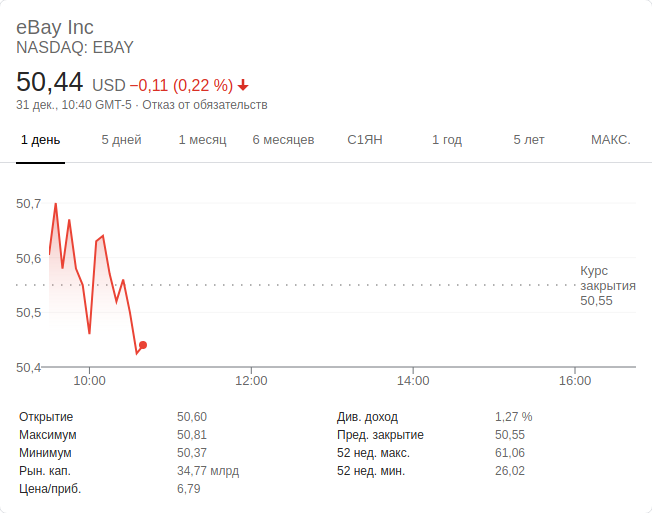 eBay Inc
NASDAQ: EBAY
50,44 USD −0,11 (0,22 %)
31 дек., 10:40 GMT-5 · Отказ от обязательств
1 день 5 дней 1 месяц 6 месяцев С1ЯН 1 год 5 лет МАКС.
50,7
50,6
Курс
закрытия
50,55
50,5
50,4
10:00 12:00 14:00 16:00
Открытие 50,60 Див. доход 1,27 %
Максимум 50,81 Пред. закрытие 50,55
Минимум 50,37 52 нед. макс. 61,06
Рын. кап. 34,77 млрд 52 нед. мин. 26,02
Цена/приб. 6,79